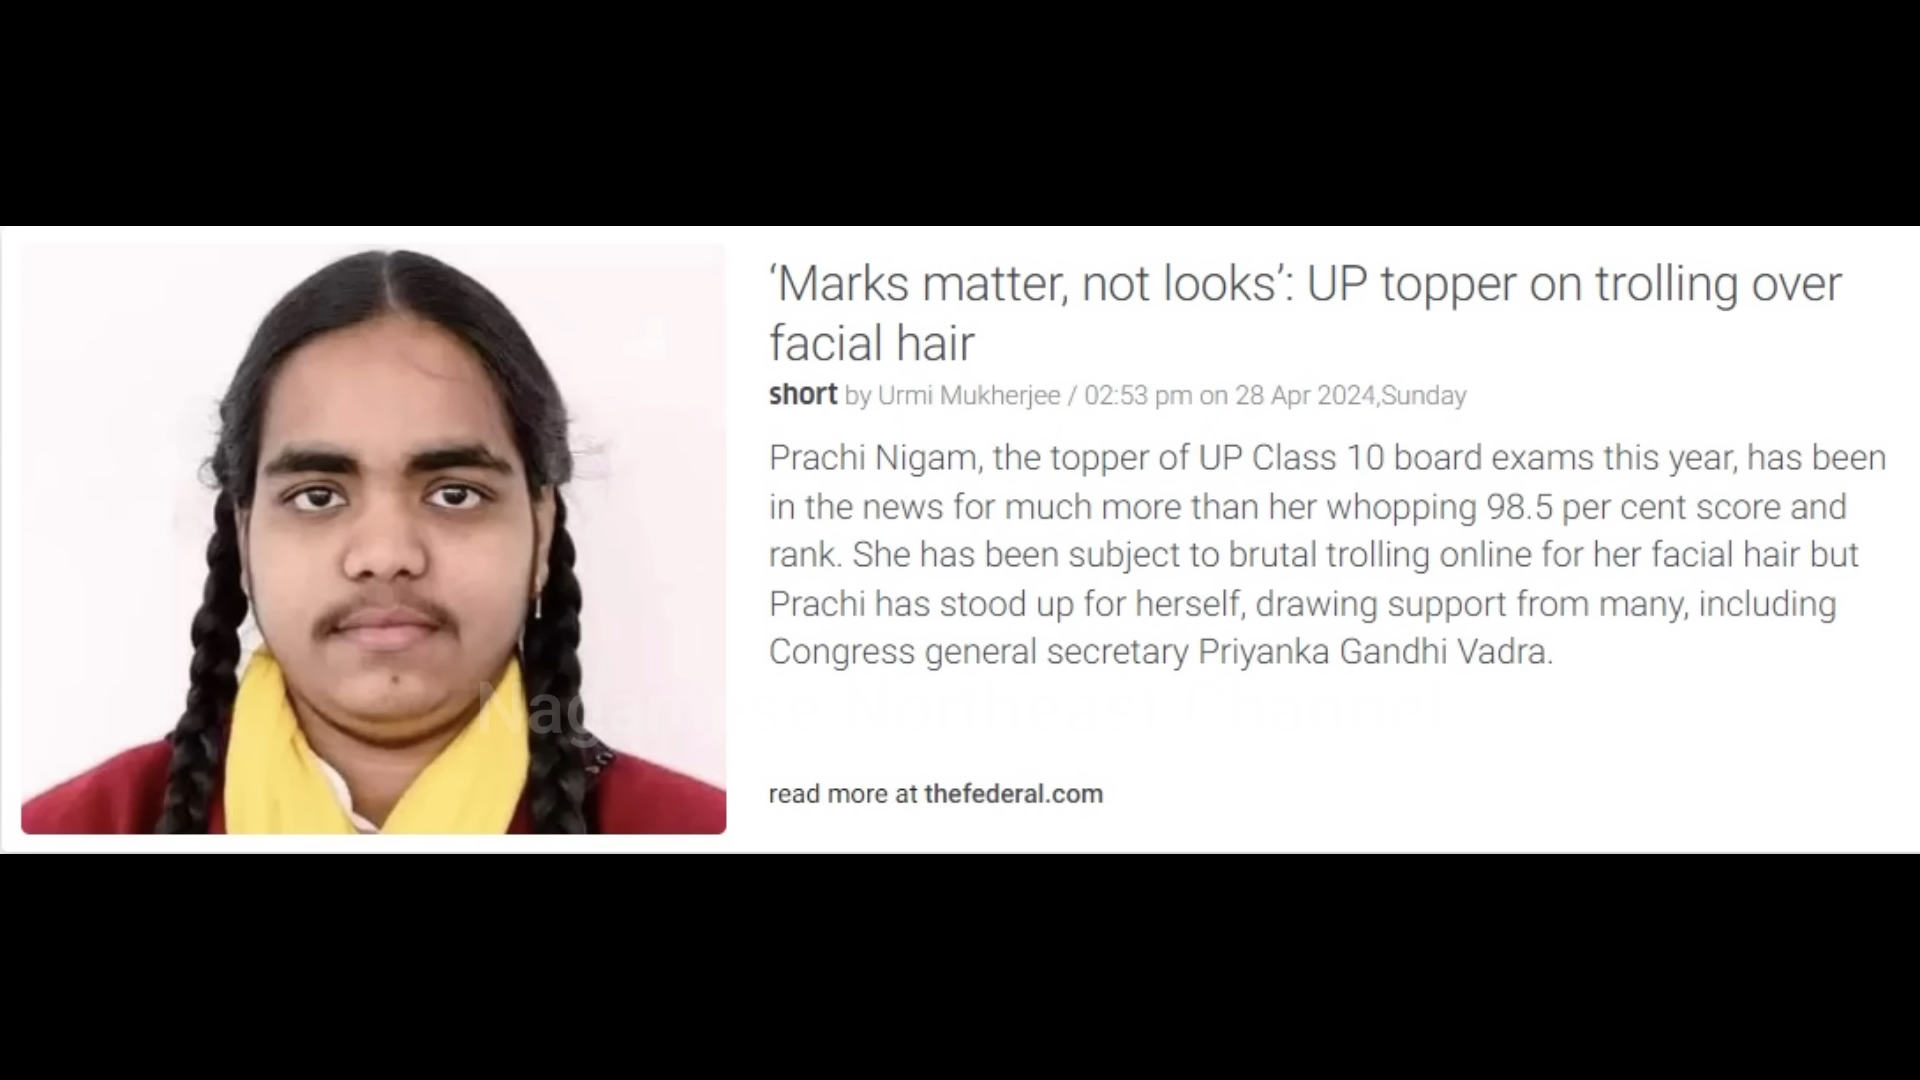 ‘Marks matter, not looks’: UP topper on trolling over
facial hair
short by Urmi Mukherjee / 02:53 pm on 28 Apr 2024,Sunday
Prachi Nigam, the topper of UP Class 10 board exams this year, has been
in the news for much more than her whopping 98.5 per cent score and
rank. She has been subject to brutal trolling online for her facial hair but
Prachi has stood up for herself, drawing support from many, including
Congress general secretary Priyanka Gandhi Vadra.
read more at thefederal.com